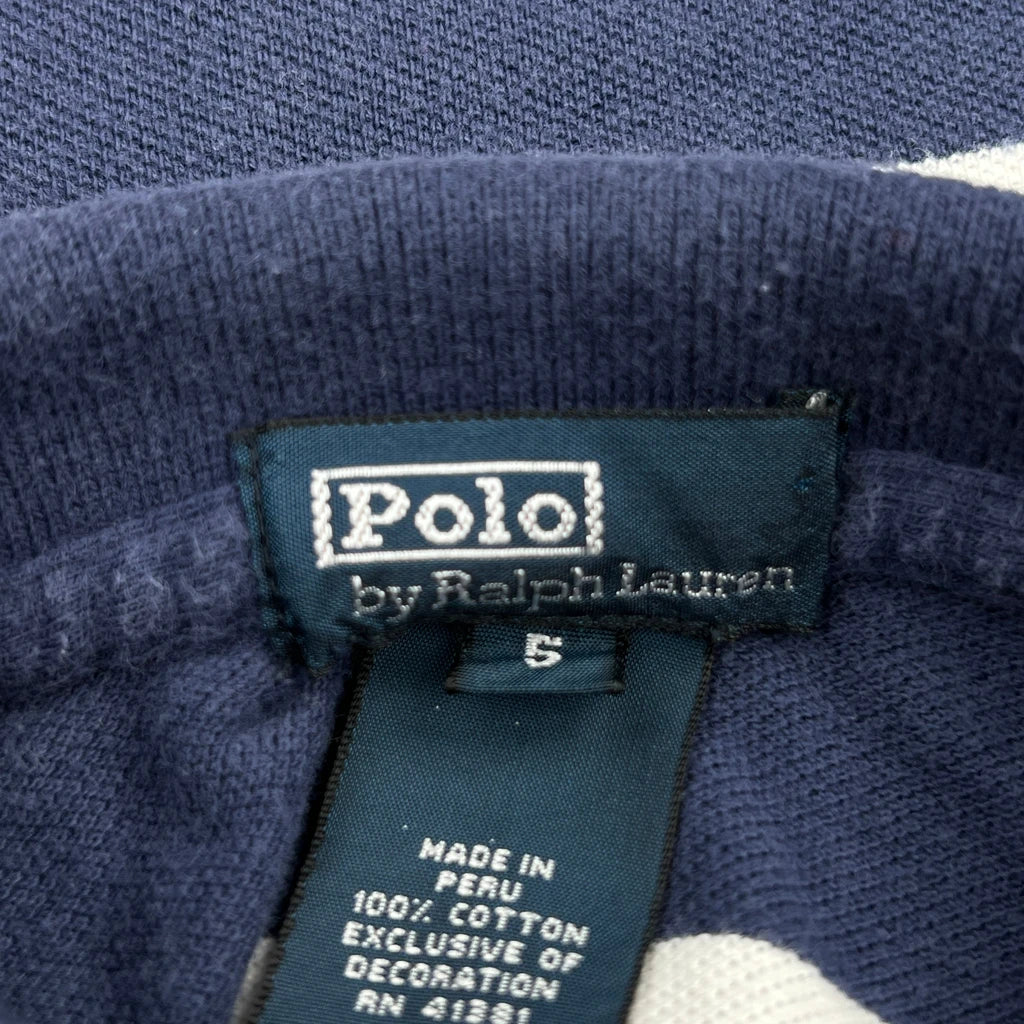 Polo
by Ralph Lauren
5
MADE IN
PERU
100% COTTON
EXCLUSIVE OF
DECORATION
RN 41381